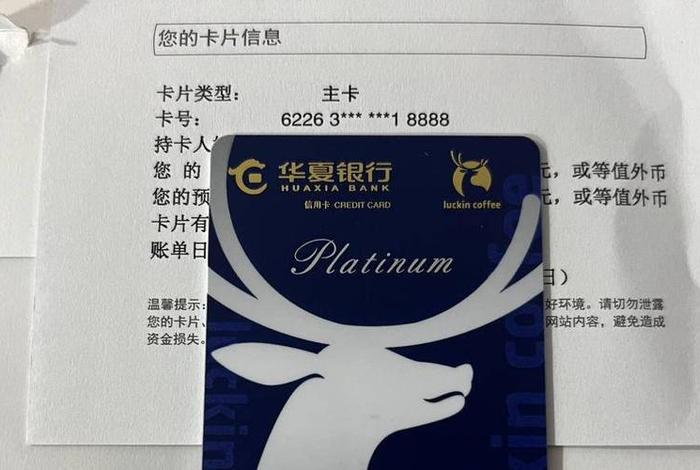 您的卡片信息
卡片类型： 主卡
卡号： 6226 3*** ***1 8888
持卡人
您 的 元，或等值外币
您的预 元，或等值外币
卡片有
账单日 日）
华夏银行
HUAXIA BANK
信用卡 CREDIT CARD
luckin coffee
Platinum
温馨提示： 好环境。请切勿泄露
您的卡片、 网站内容，避免造成
资金损失。
luckin
luckin coffee